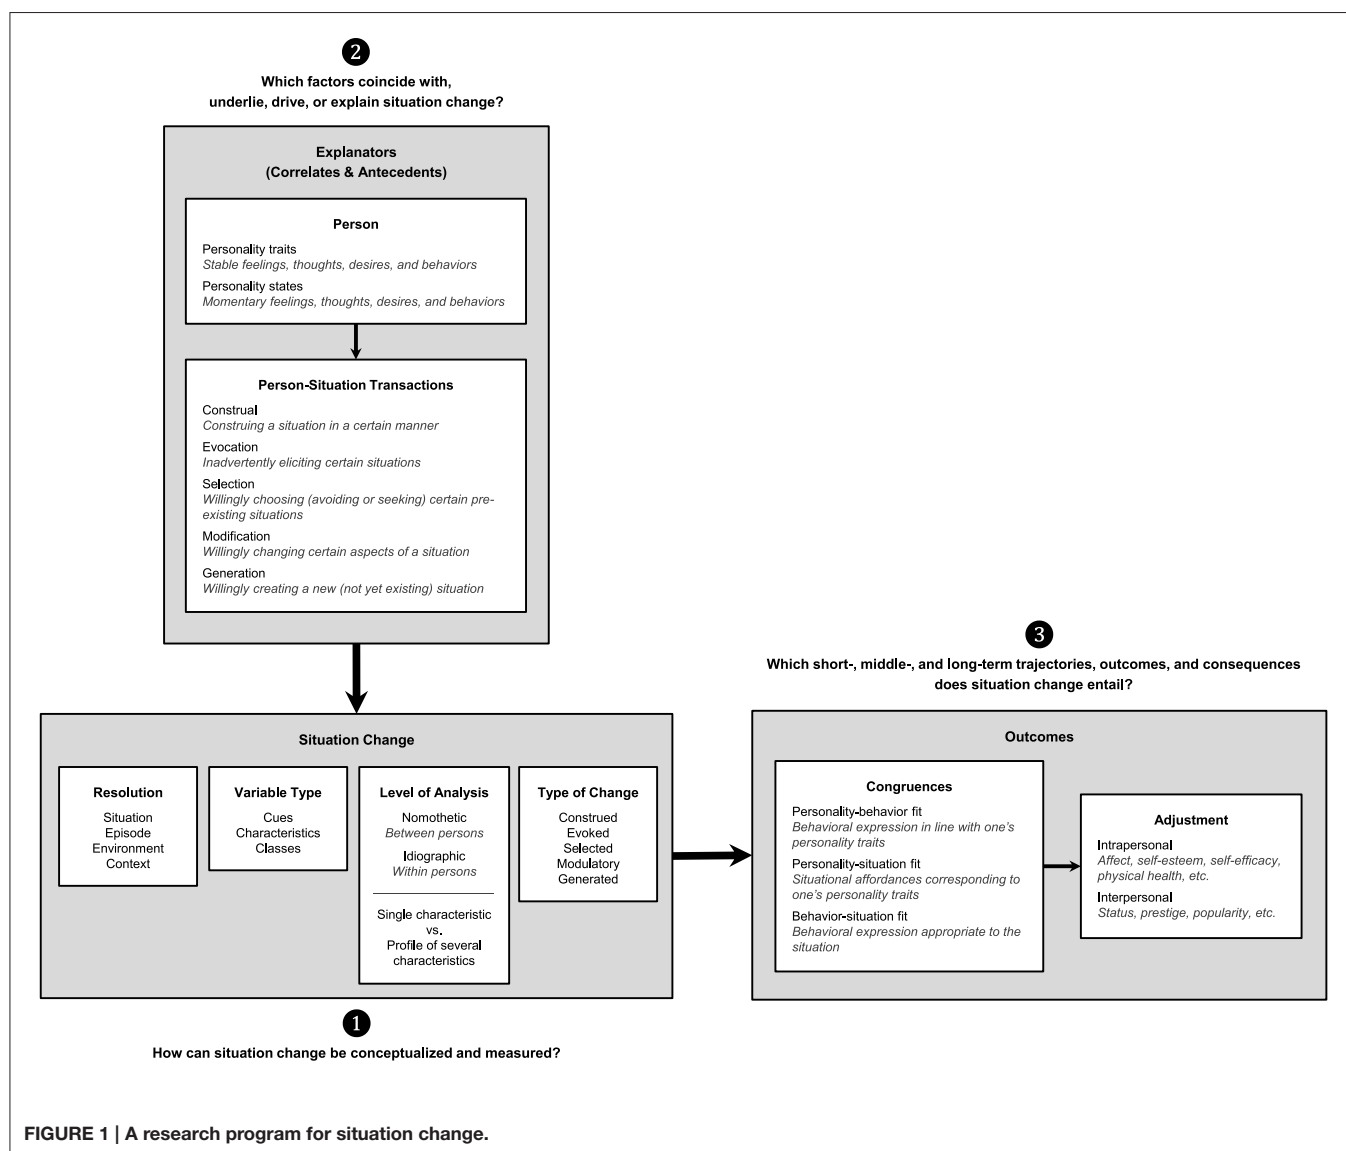 2
Which factors coincide with,
underlie, drive, or explain situation change?
Explanators
(Correlates & Antecedents)
Person
Personality traits
Stable feelings, thoughts, desires, and behaviors
Personality states
Momentary feelings, thoughts, desires, and behaviors
Person-Situation Transactions
Construal
Construing a situation in a certain manner
Evocation
Inadvertently eliciting certain situations
Selection
Willingly choosing (avoiding or seeking) certain pre-
existing situations
Modification
Willingly changing certain aspects of a situation
Generation
Willingly creating a new (not yet existing) situation
Situation Change
Resolution
Situation
Episode
Environment
Context
Variable Type
Cues
Characteristics
Classes
Level of Analysis
Nomothetic
Between persons
Idiographic
Within persons
Single characteristic
vs.
Profile of several
characteristics
Type of Change
Construed
Evoked
Selected
Modulatory
Generated
1
How can situation change be conceptualized and measured?
3
Which short-, middle-, and long-term trajectories, outcomes, and consequences
does situation change entail?
Outcomes
Congruences
Personality-behavior fit
Behavioral expression in line with one's
personality traits
Personality-situation fit
Situational affordances corresponding to
one's personality traits
Behavior-situation fit
Behavioral expression appropriate to the
situation
Adjustment
Intrapersonal
Affect, self-esteem, self-efficacy,
physical health, etc.
Interpersonal
Status, prestige, popularity, etc.
FIGURE 1 | A research program for situation change.